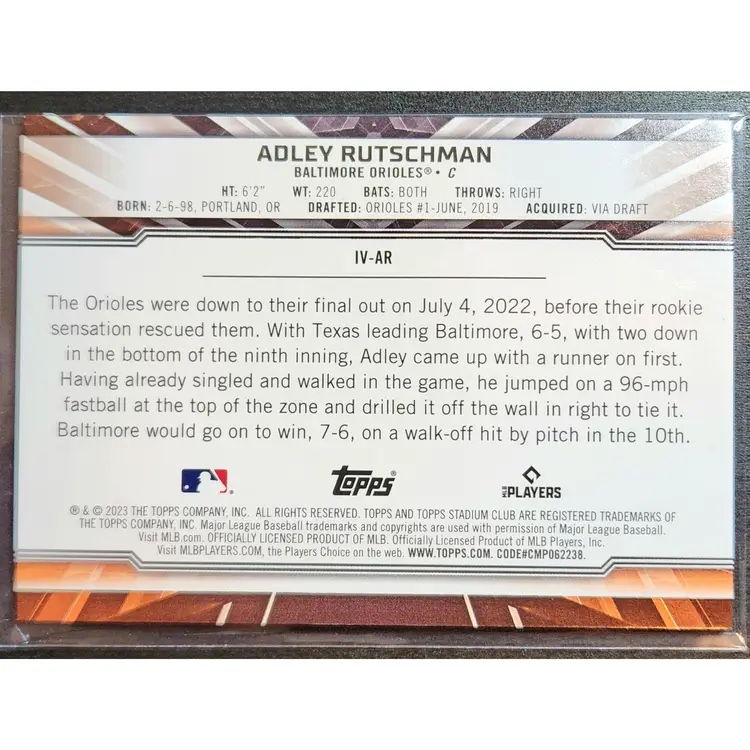 ADLEY RUTSCHMAN
BALTIMORE ORIOLES® • C
HT: 6'2" WT: 220 BATS: BOTH THROWS: RIGHT
BORN: 2-6-98, PORTLAND, OR DRAFTED: ORIOLES #1-JUNE, 2019 ACQUIRED: VIA DRAFT
IV-AR
The Orioles were down to their final out on July 4, 2022, before their rookie
sensation rescued them. With Texas leading Baltimore, 6-5, with two down
in the bottom of the ninth inning, Adley came up with a runner on first.
Having already singled and walked in the game, he jumped on a 96-mph
fastball at the top of the zone and drilled it off the wall in right to tie it.
Baltimore would go on to win, 7-6, on a walk-off hit by pitch in the 10th.
Topps® MLB PLAYERS
® & © 2023 THE TOPPS COMPANY, INC. ALL RIGHTS RESERVED. TOPPS AND TOPPS STADIUM CLUB ARE REGISTERED TRADEMARKS OF
THE TOPPS COMPANY, INC. Major League Baseball trademarks and copyrights are used with permission of Major League Baseball.
Visit MLB.com. OFFICIALLY LICENSED PRODUCT OF MLB. Officially Licensed Product of MLB Players, Inc.
Visit MLBPLAYERS.com, the Players Choice on the web. WWW.TOPPS.COM. CODE#CMP062238.